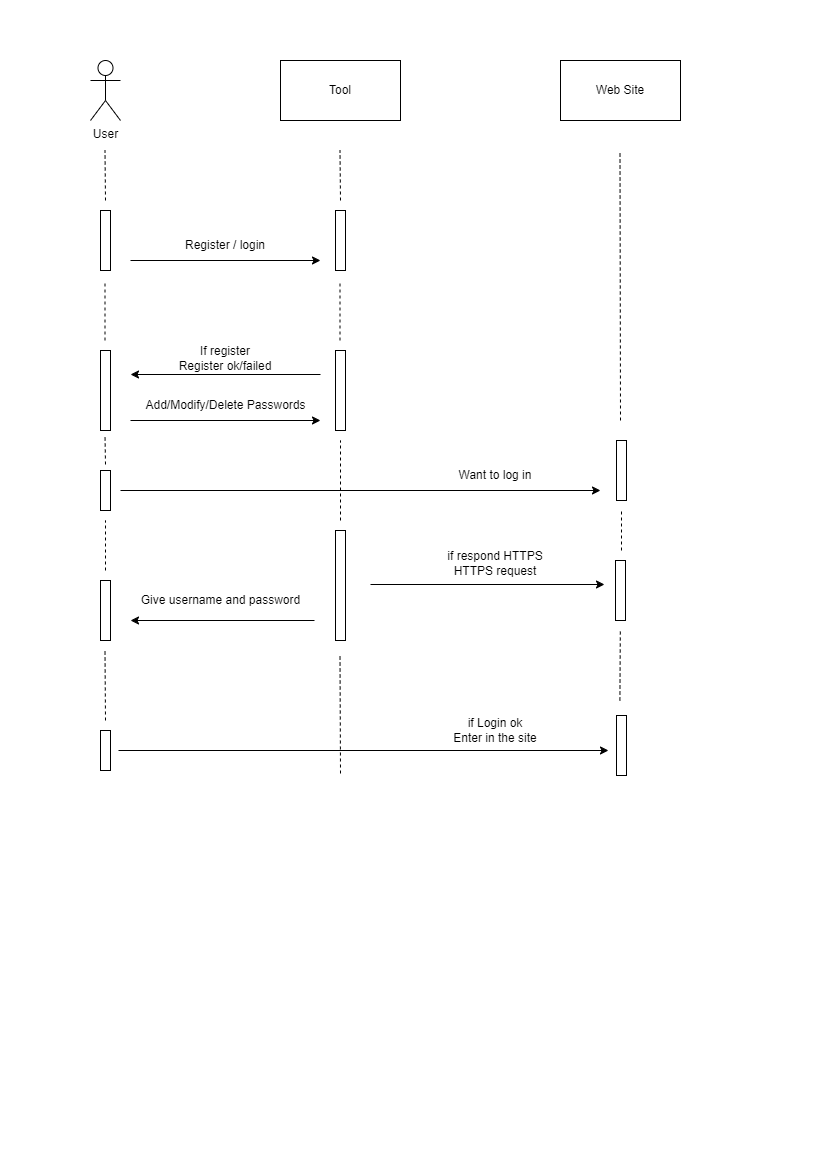 User
Tool
Web Site
Register / login
If register
Register ok/failed
Add/Modify/Delete Passwords
Want to log in
if respond HTTPS
HTTPS request
Give username and password
if Login ok
Enter in the site